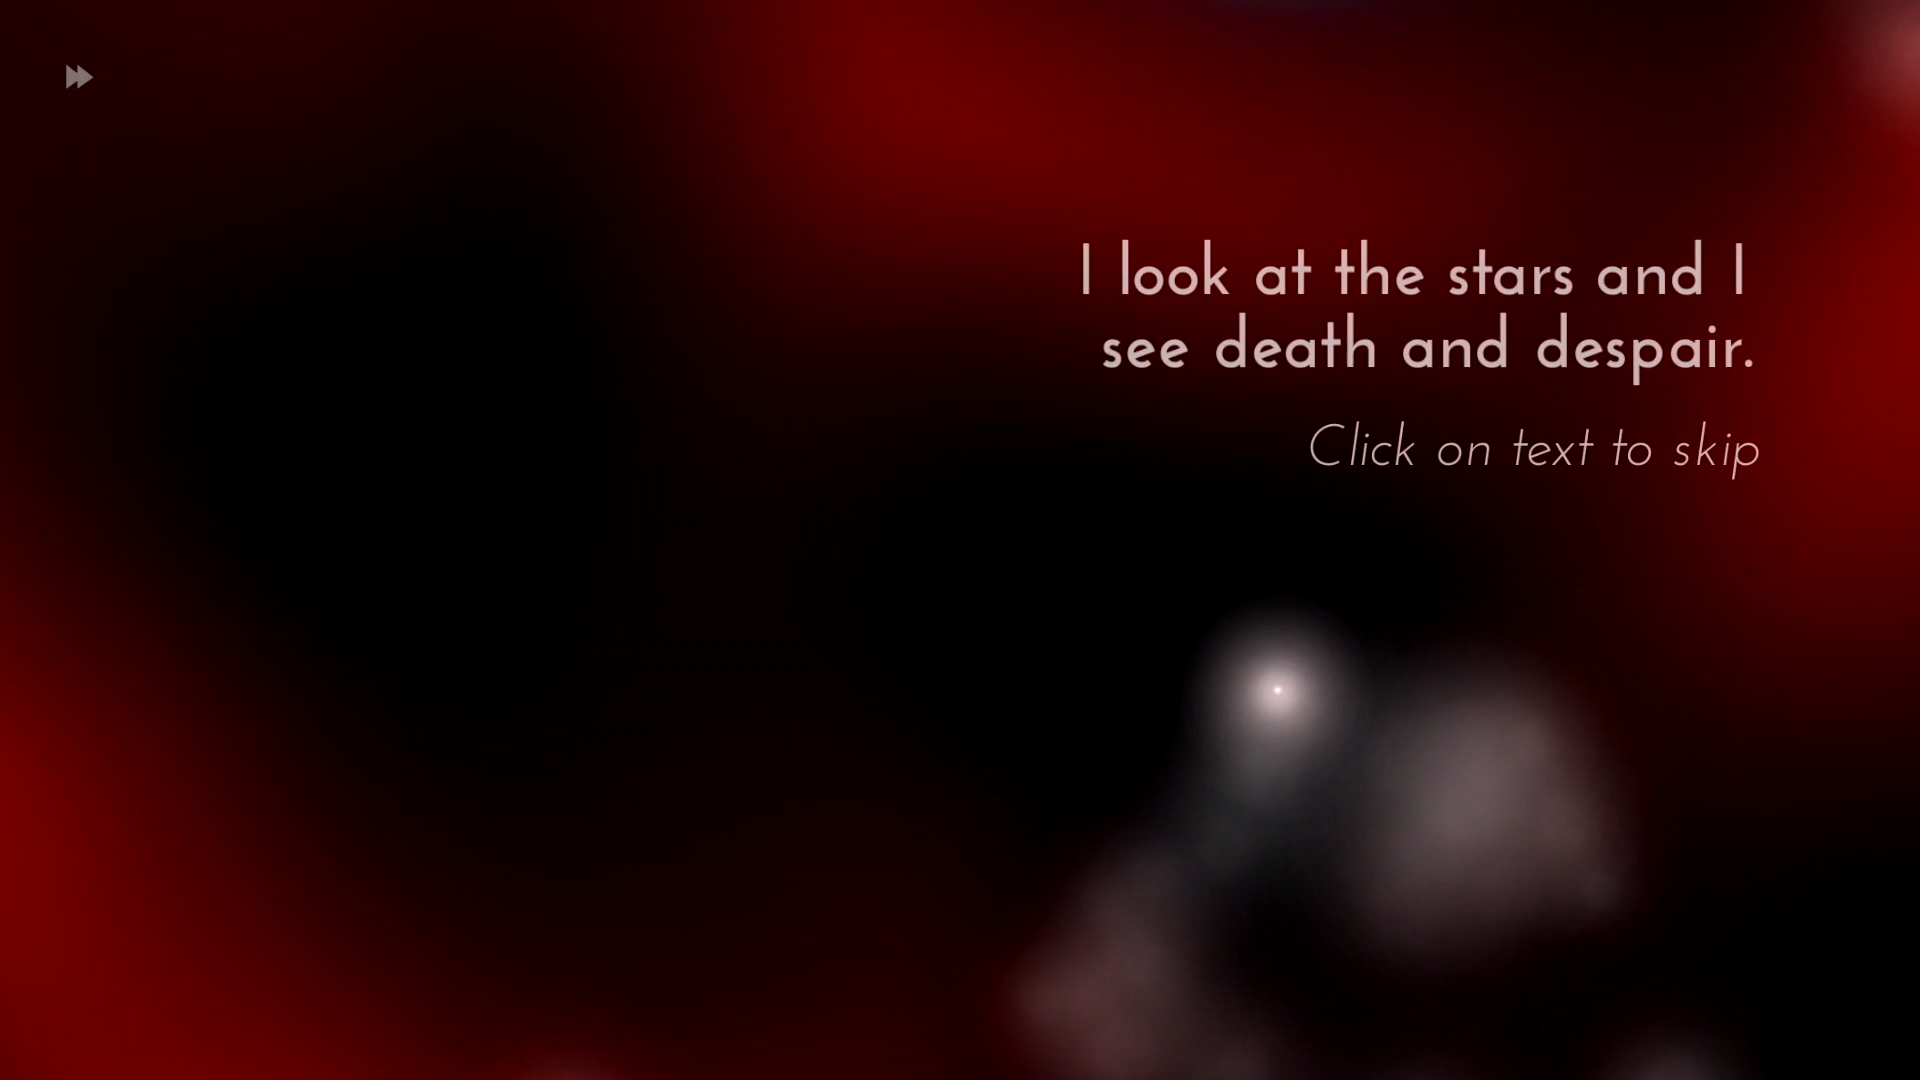 I look at the stars and I
see death and despair.
Click on text to skip